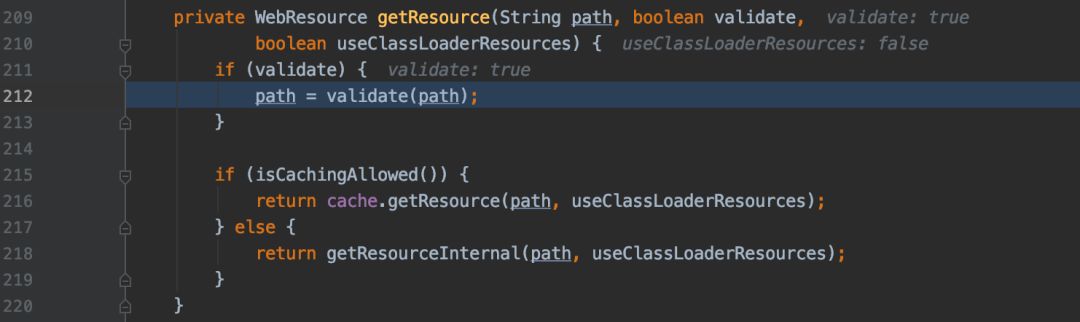 209 private WebResource getResource(String path, boolean validate, validate: true
210 boolean useClassLoaderResources) { useClassLoaderResources: false
211 if (validate) { validate: true
212 path = validate(path);
213 }
214
215 if (isCachingAllowed()) {
216 return cache.getResource(path, useClassLoaderResources);
217 } else {
218 return getResourceInternal(path, useClassLoaderResources);
219 }
220 }